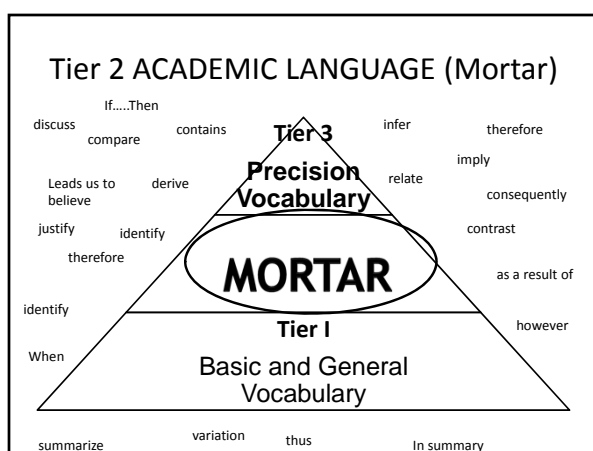 Tier 2 ACADEMIC LANGUAGE (Mortar)
If.....Then
discuss
compare
contains
Tier 3
infer
therefore
imply
Precision
Vocabulary
relate
Leads us to
believe
derive
consequently
justify
identify
contrast
therefore
MORTAR
as a result of
identify
Tier I
however
When
Basic and General
Vocabulary
summarize
variation
thus
In summary